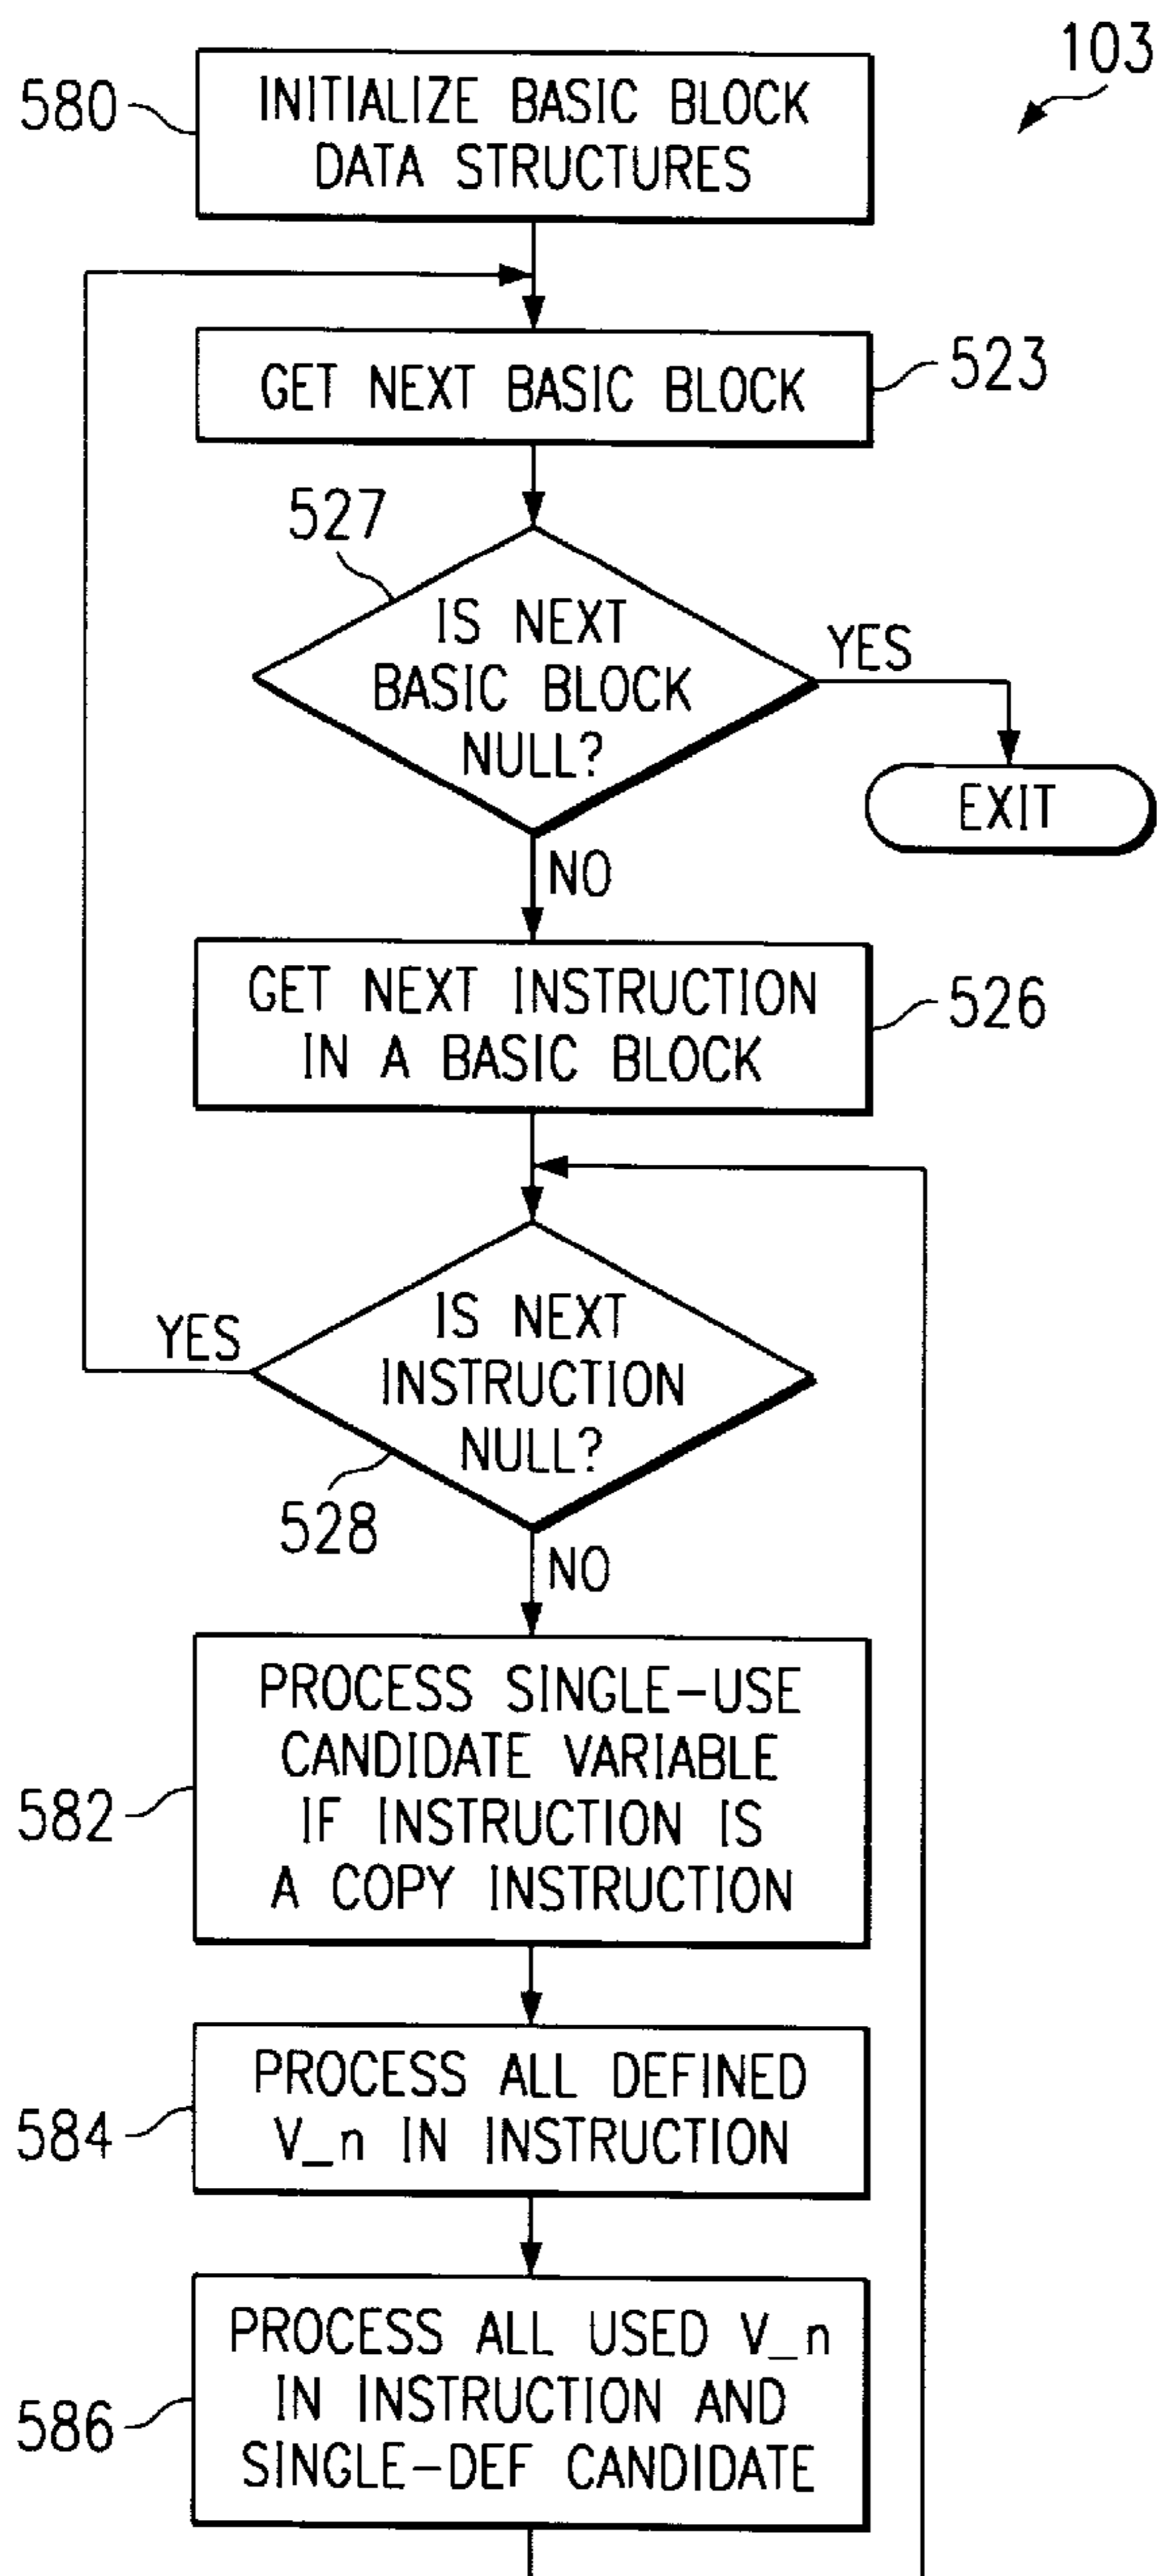 103
580
INITIALIZE BASIC BLOCK
DATA STRUCTURES
GET NEXT BASIC BLOCK
523
527
IS NEXT
BASIC BLOCK
NULL?
YES
EXIT
NO
GET NEXT INSTRUCTION
IN A BASIC BLOCK
526
IS NEXT
INSTRUCTION
NULL?
YES
528
NO
PROCESS SINGLE-USE
CANDIDATE VARIABLE
IF INSTRUCTION IS
A COPY INSTRUCTION
582
PROCESS ALL DEFINED
V_n IN INSTRUCTION
584
PROCESS ALL USED V_n
IN INSTRUCTION AND
SINGLE-DEF CANDIDATE
586